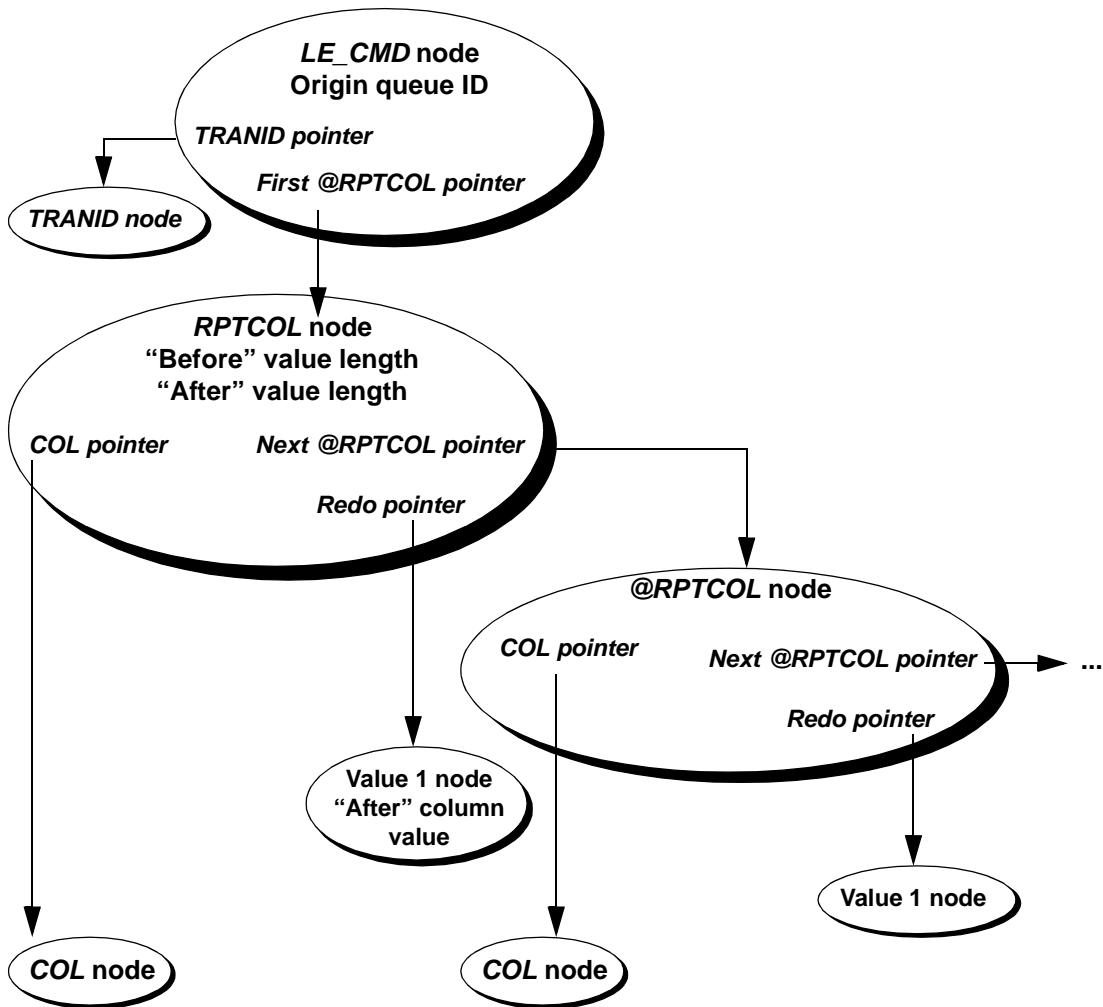 LE_CMD node
Origin queue ID
TRANID pointer
First @RPTCOL pointer
TRANID node
RPTCOL node
“Before” value length
“After” value length
COL pointer
Next @RPTCOL pointer
Redo pointer
@RPTCOL node
COL pointer
Next @RPTCOL pointer
...
Redo pointer
Value 1 node
“After” column
value
Value 1 node
COL node
COL node